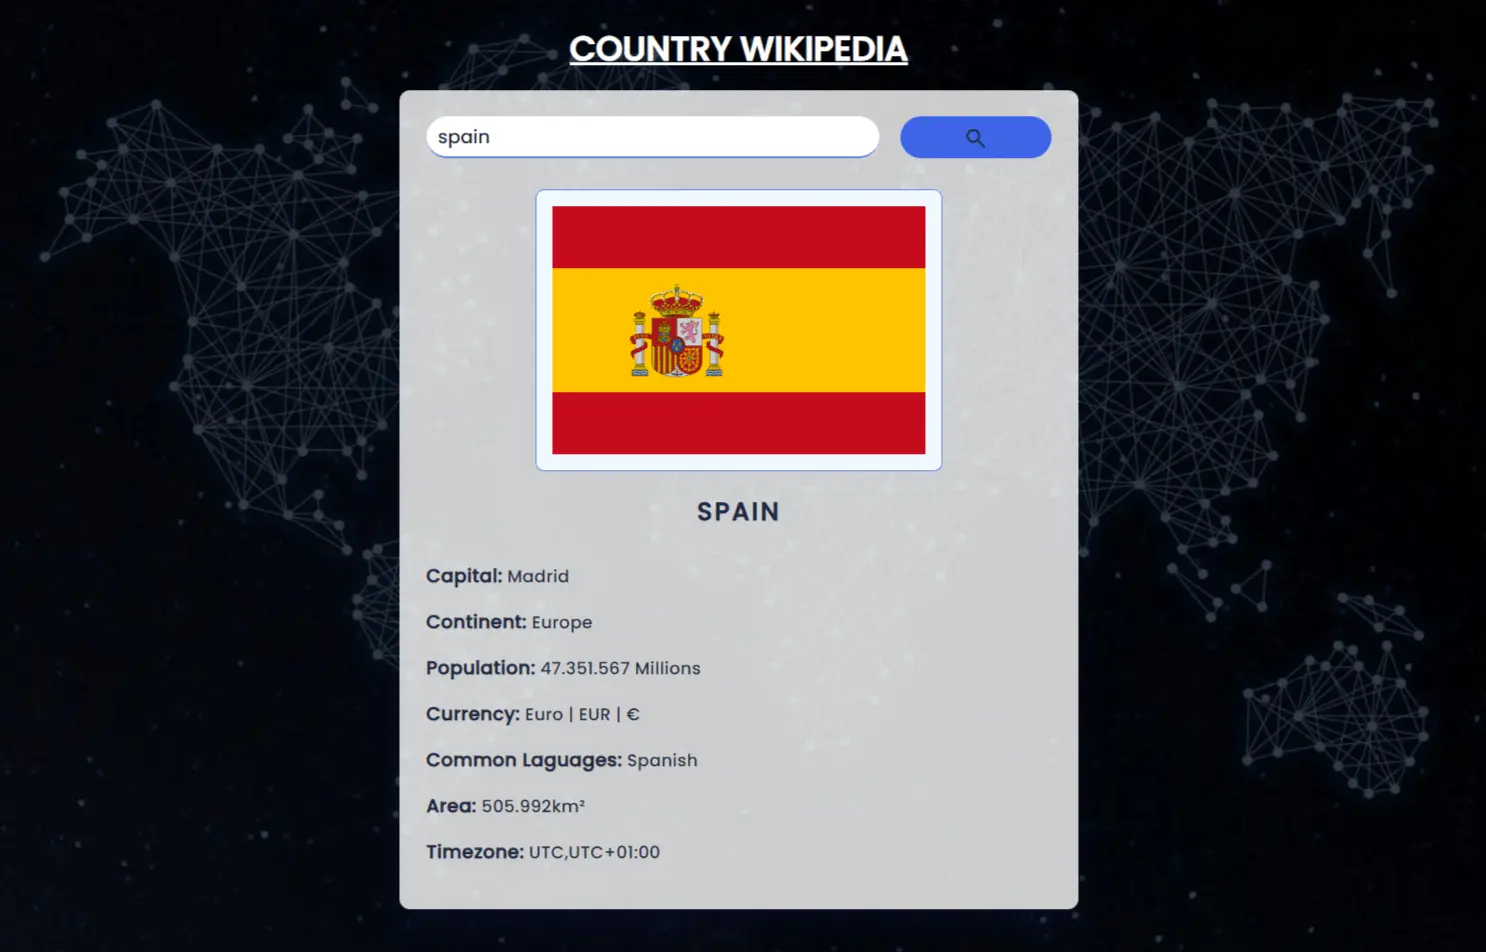 COUNTRY WIKIPEDIA
spain
SPAIN
Capital: Madrid
Continent: Europe
Population: 47.351.567 Millions
Currency: Euro | EUR | €
Common Laguages: Spanish
Area: 505.992km²
Timezone: UTC,UTC+01:00